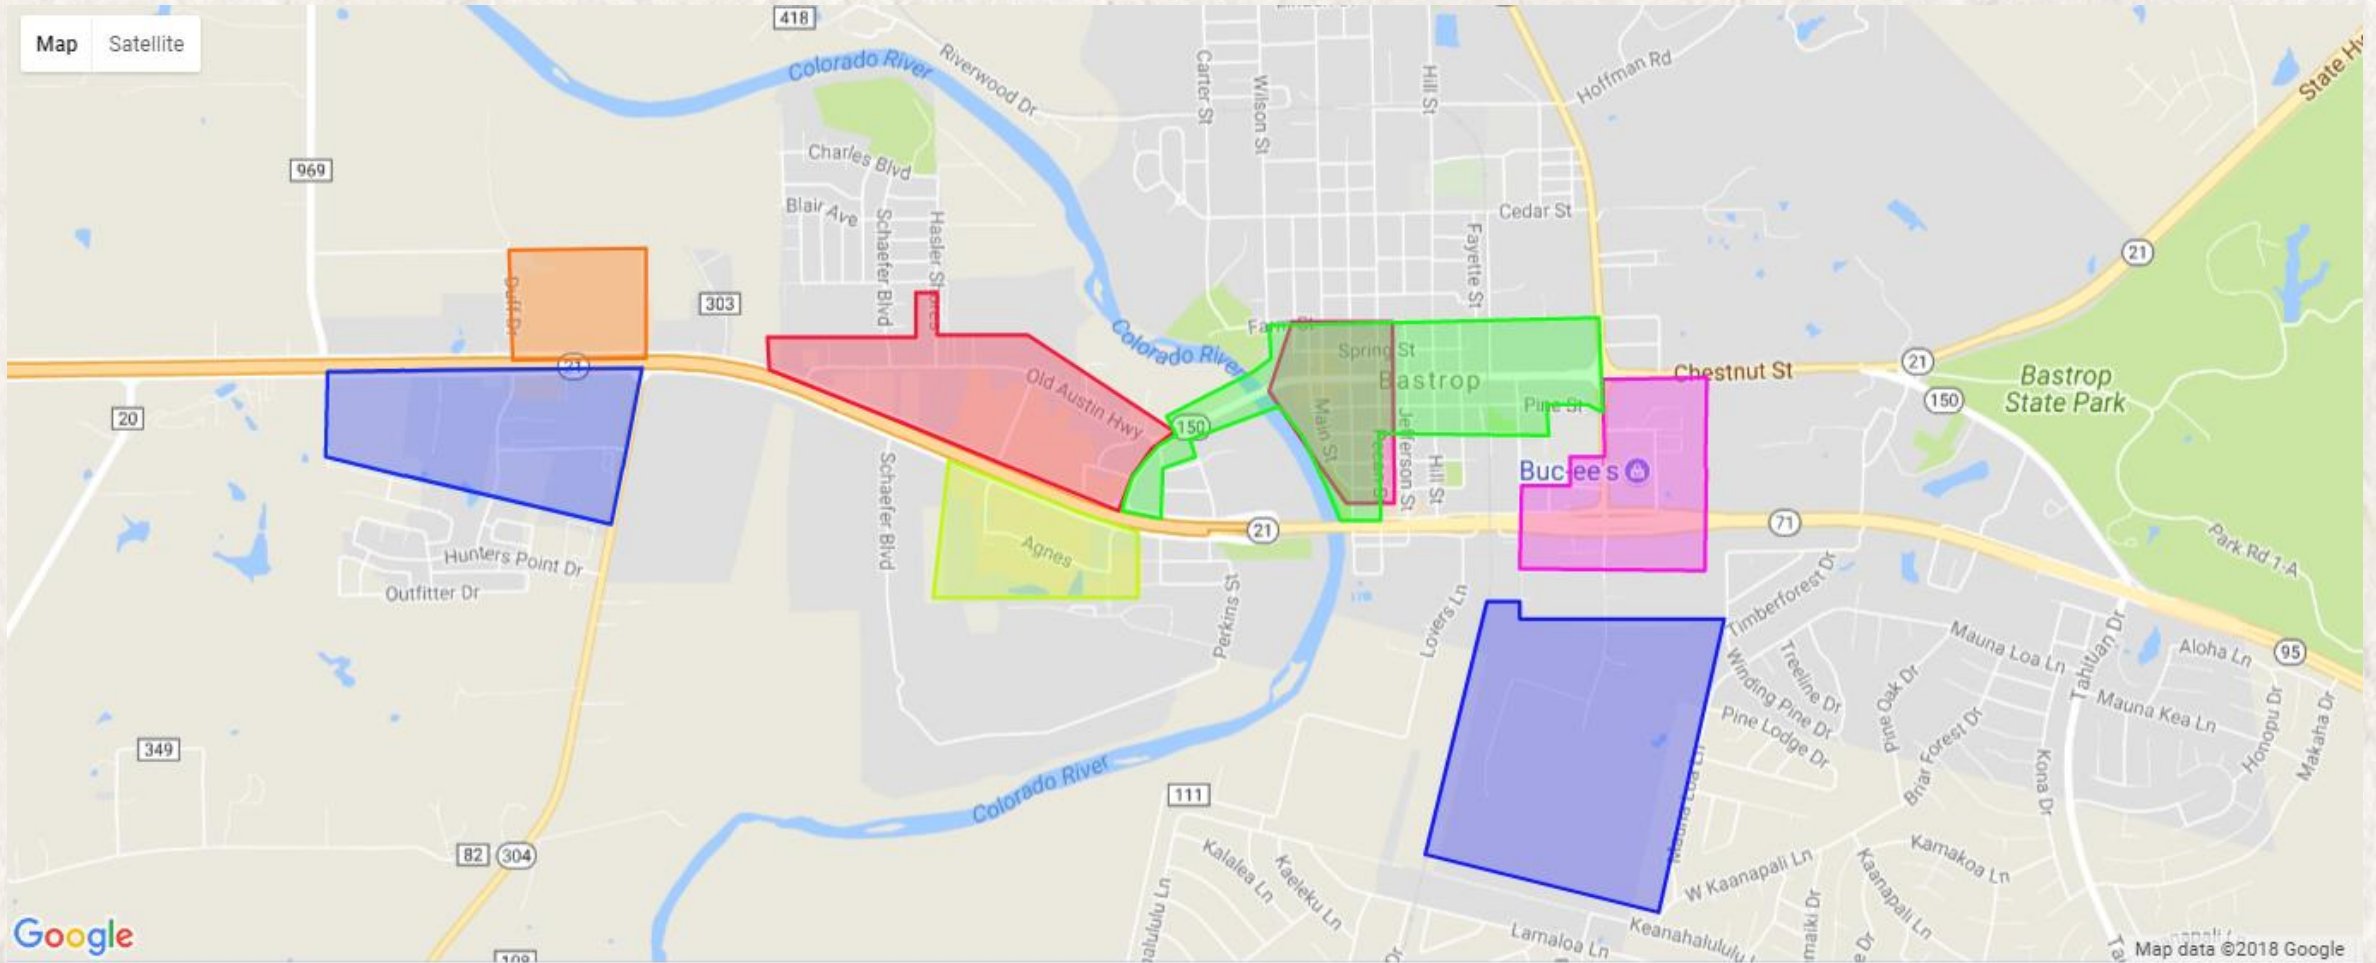 Map
Satellite
418
Colorado River
Riverwood Dr
Carter St
Wilson St
Hill St
Hoffman Rd
State Hw
969
Charles Blvd
Blair Ave
Schaefer Blvd
Hasler Shores
Cedar St
Fayette St
21
Duff Dr
303
Farm St
Colorado River
Spring St
Bastrop
Chestnut St
21
Bastrop
State Park
150
21
Old Austin Hwy
Main St
Jefferson St
Pine St
20
150
Pecan St
Hill St
Buc-ee's
Schaefer Blvd
21
71
Agnes
Hunters Point Dr
Outfitter Dr
Perkins St
Lovers Ln
Timberforest Dr
Park Rd 1-A
Mauna Loa Ln
Tahitian Dr
Aloha Ln
95
Treeline Dr
Winding Pine Dr
Pine Oak Dr
Mauna Kea Ln
Pine Lodge Dr
Briar Forest Dr
Honopu Dr
Makaha Dr
Kona Dr
349
Colorado River
111
Mauna Loa Ln
82
304
Kalalea Ln
Kaeleku Ln
W Kaanapali Ln
Kamakoa Ln
Kaanapali Ln
Keanahalululu
Lamaloa Ln
Google
Map data ©2018 Google